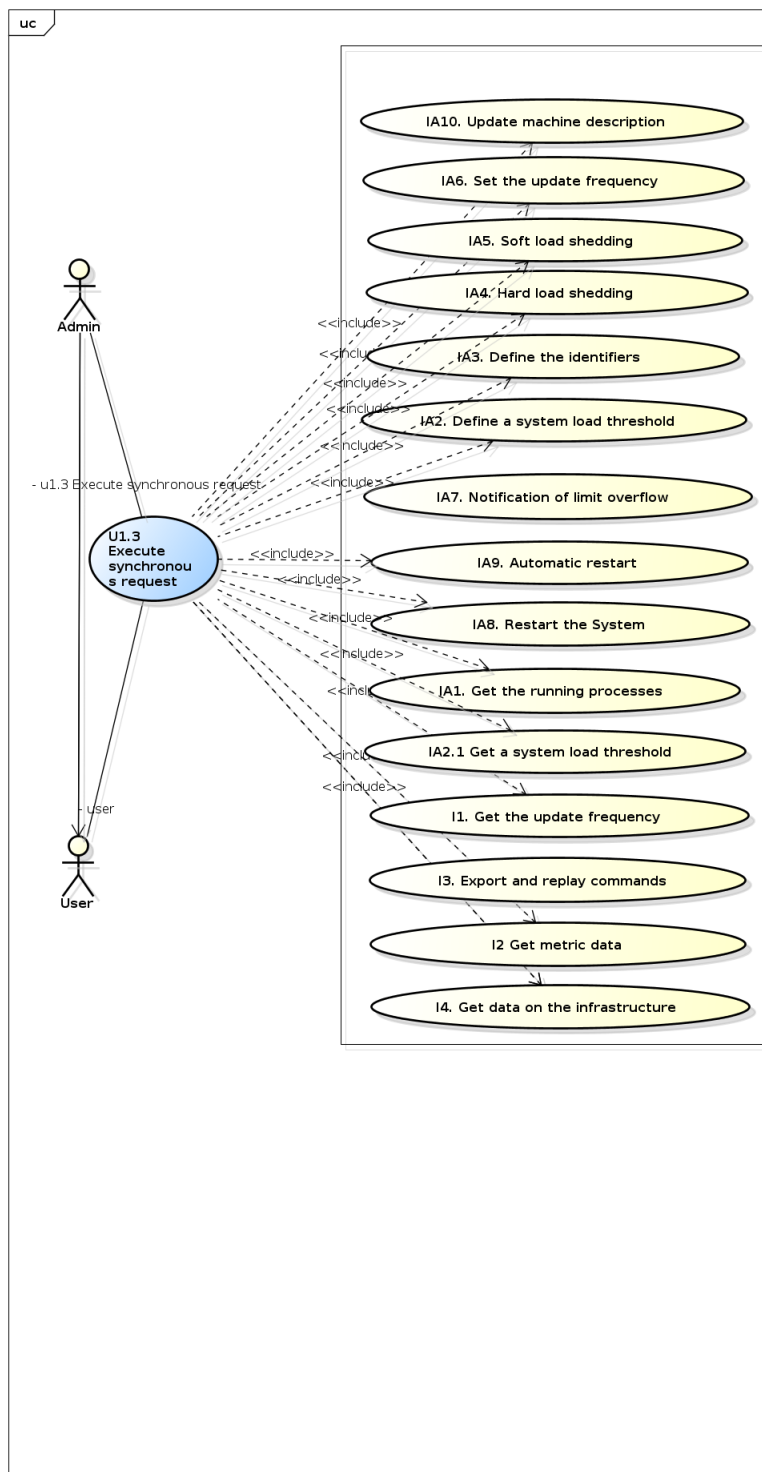 uc
IA10. Update machine description
IA6. Set the update frequency
IA5. Soft load shedding
IA4. Hard load shedding
Admin
<<include>>
<<inclu
IA3. Define the identifiers
<<include>>
<<include>>
IA2. Define a system load threshold
<<include>>
<<include>>
- u1.3 Execute synchronous request
IA7. Notification of limit overflow
U1.3
Execute
synchronou
s request
<<include>>
IA9. Automatic restart
<<include>>
<<include>>
IA8. Restart the System
<<include>>
<<incl
IA1. Get the running processes
<<inclu
IA2.1 Get a system load threshold
<<include>>
- user
I1. Get the update frequency
I3. Export and replay commands
User
I2 Get metric data
I4. Get data on the infrastructure